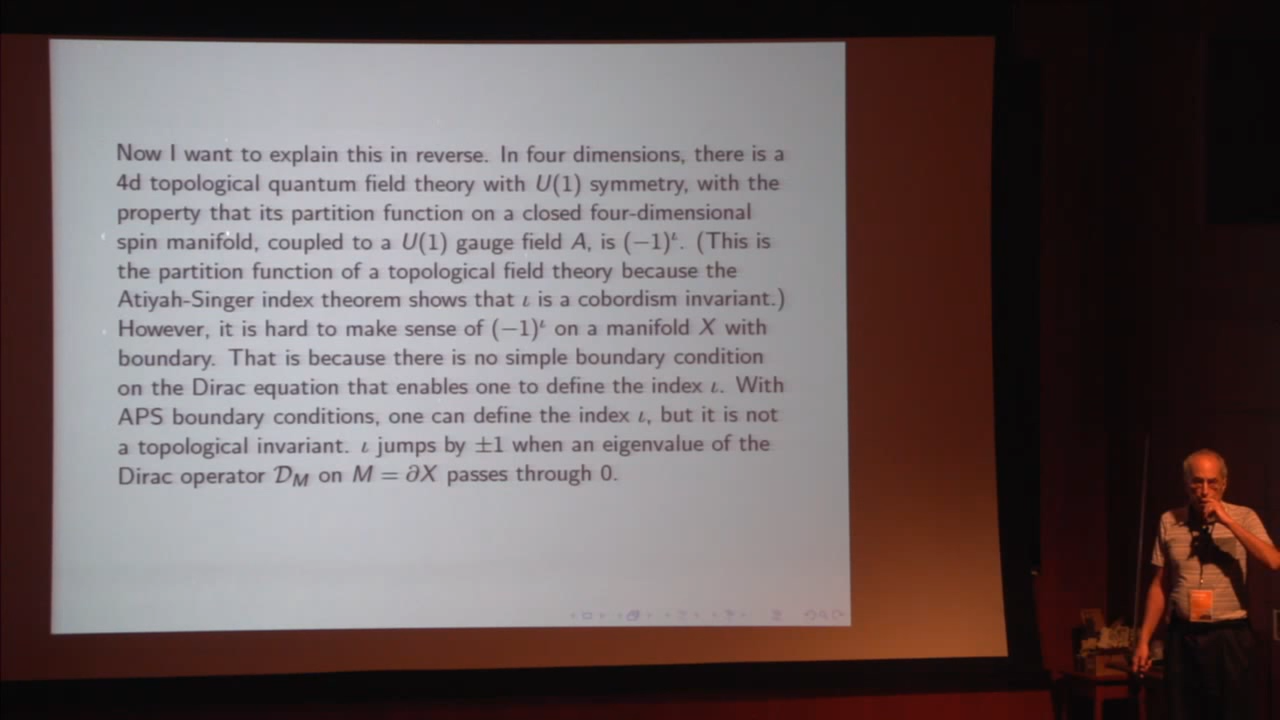 Now I want to explain this in reverse. In four dimensions, there is a
4d topological quantum field theory with U(1) symmetry, with the
property that its partition function on a closed four-dimensional
spin manifold, coupled to a U(1) gauge field A, is (−1)^ι. (This is
the partition function of a topological field theory because the
Atiyah-Singer index theorem shows that ι is a cobordism invariant.)
However, it is hard to make sense of (−1)^ι on a manifold X with
boundary. That is because there is no simple boundary condition
on the Dirac equation that enables one to define the index ι. With
APS boundary conditions, one can define the index ι, but it is not
a topological invariant. ι jumps by ±1 when an eigenvalue of the
Dirac operator 𝒟_M on M = ∂X passes through 0.